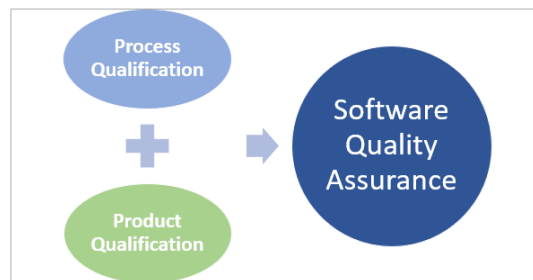 Process
Qualification
Product
Qualification
Software
Quality
Assurance